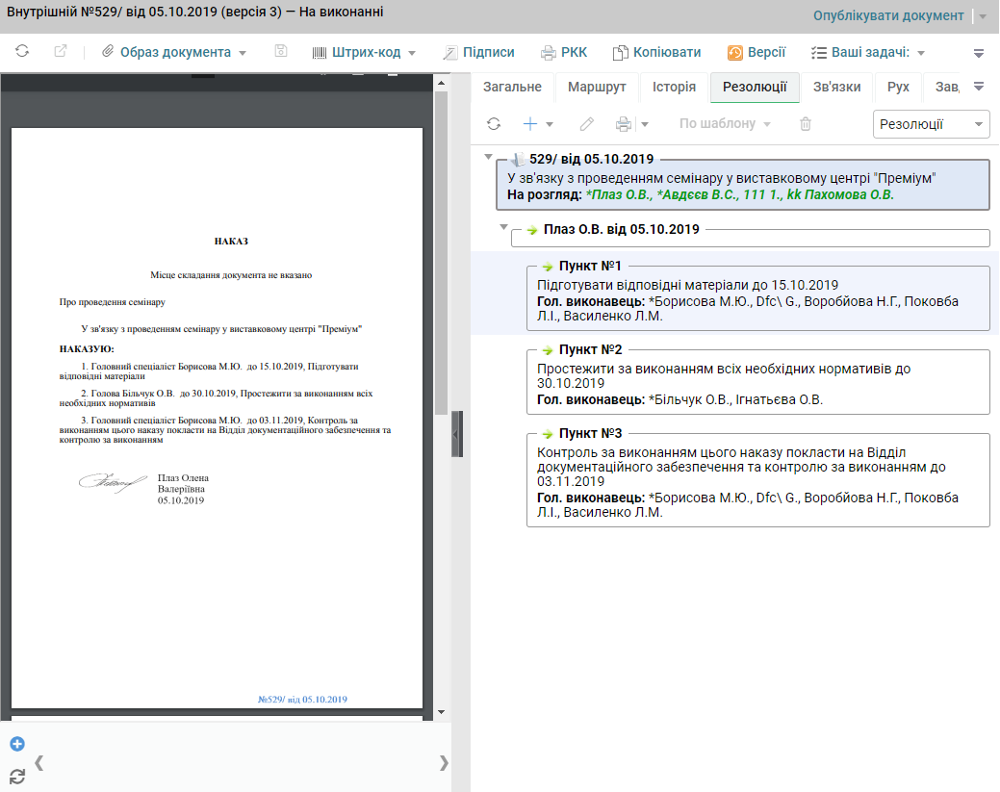 Внутрішній №529/ від 05.10.2019 (версія 3) — На виконанні
Опублікувати документ
Образ документа
Штрих-код
Підписи
РКК
Копіювати
Версії
Ваші задачі:
Загальне
Маршрут
Історія
Резолюції
Зв'язки
Рух
Зав,
По шаблону
Резолюції
НАКАЗ
Місце складання документа не вказано
Про проведення семінару
У зв'язку з проведенням семінару у виставковому центрі "Преміум"
НАКАЗУЮ:
1. Головний спеціаліст Борисова М.Ю. до 15.10.2019, Підготувати
відповідні матеріали
2. Голова Більчук О.В. до 30.10.2019, Простежити за виконанням всіх
необхідних нормативів
3. Головний спеціаліст Борисова М.Ю. до 03.11.2019, Контроль за
виконанням цього наказу покласти на Відділ документаційного забезпечення та
контролю за виконанням
Плаз Олена
Валеріївна
05.10.2019
№529/ від 05.10.2019
529/ від 05.10.2019
У зв'язку з проведенням семінару у виставковому центрі "Преміум"
На розгляд: *Плаз О.В., *Авдєєв В.С., 111 1., kk Пахомова О.В.
Плаз О.В. від 05.10.2019
Пункт №1
Підготувати відповідні матеріали до 15.10.2019
Гол. виконавець: *Борисова М.Ю., Dfc\ G., Воробйова Н.Г., Поковба
Л.І., Василенко Л.М.
Пункт №2
Простежити за виконанням всіх необхідних нормативів до
30.10.2019
Гол. виконавець: *Більчук О.В., Ігнатьєва О.В.
Пункт №3
Контроль за виконанням цього наказу покласти на Відділ
документаційного забезпечення та контролю за виконанням до
03.11.2019
Гол. виконавець: *Борисова М.Ю., Dfc\ G., Воробйова Н.Г., Поковба
Л.І., Василенко Л.М.